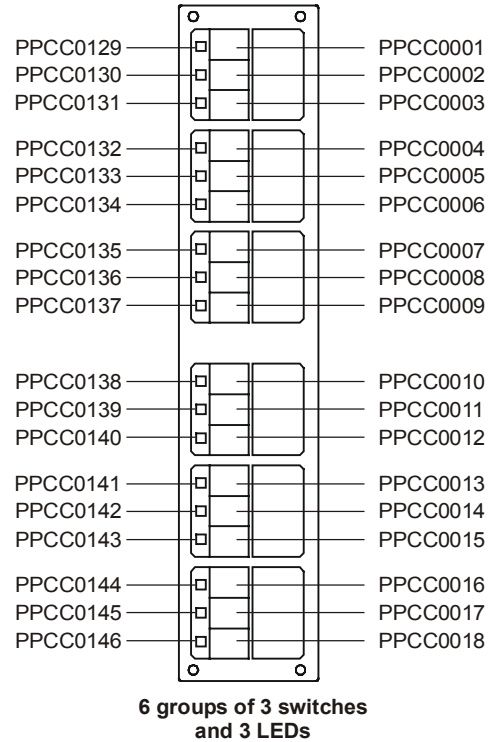 PPCC0129 PPCC0001
PPCC0130 PPCC0002
PPCC0131 PPCC0003
PPCC0132 PPCC0004
PPCC0133 PPCC0005
PPCC0134 PPCC0006
PPCC0135 PPCC0007
PPCC0136 PPCC0008
PPCC0137 PPCC0009
PPCC0138 PPCC0010
PPCC0139 PPCC0011
PPCC0140 PPCC0012
PPCC0141 PPCC0013
PPCC0142 PPCC0014
PPCC0143 PPCC0015
PPCC0144 PPCC0016
PPCC0145 PPCC0017
PPCC0146 PPCC0018
6 groups of 3 switches
and 3 LEDs